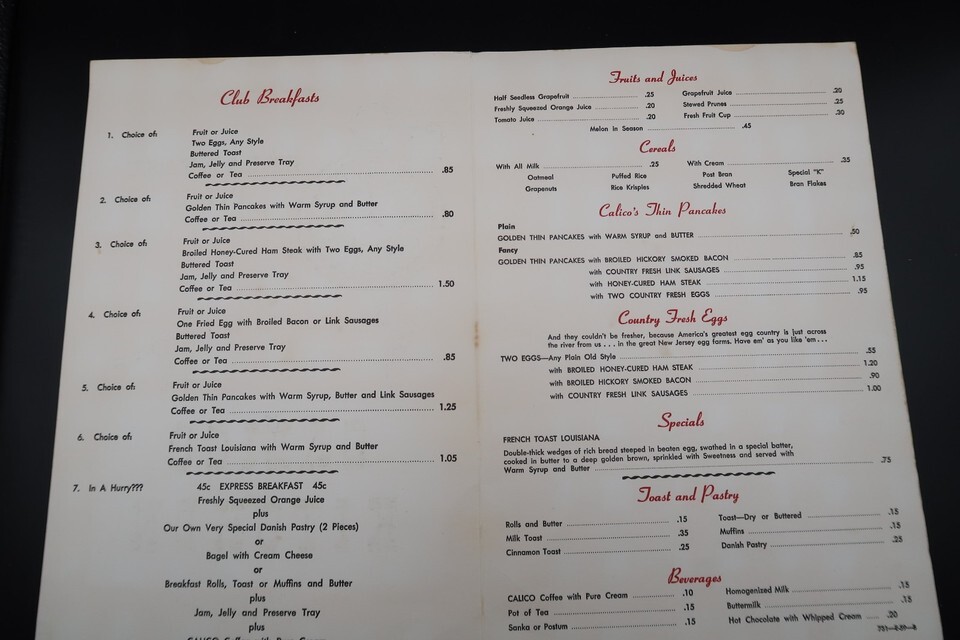 Club Breakfasts
1. Choice of: Fruit or Juice
Two Eggs, Any Style
Buttered Toast
Jam, Jelly and Preserve Tray
Coffee or Tea .85
2. Choice of: Fruit or Juice
Golden Thin Pancakes with Warm Syrup and Butter
Coffee or Tea .80
3. Choice of: Fruit or Juice
Broiled Honey-Cured Ham Steak with Two Eggs, Any Style
Buttered Toast
Jam, Jelly and Preserve Tray
Coffee or Tea 1.50
4. Choice of: Fruit or Juice
One Fried Egg with Broiled Bacon or Link Sausages
Buttered Toast
Jam, Jelly and Preserve Tray
Coffee or Tea .85
5. Choice of: Fruit or Juice
Golden Thin Pancakes with Warm Syrup, Butter and Link Sausages
Coffee or Tea 1.25
6. Choice of: Fruit or Juice
French Toast Louisiana with Warm Syrup and Butter
Coffee or Tea 1.05
7. In A Hurry??? 45c EXPRESS BREAKFAST 45c
Freshly Squeezed Orange Juice
plus
Our Own Very Special Danish Pastry (2 Pieces)
or
Bagel with Cream Cheese
or
Breakfast Rolls, Toast or Muffins and Butter
plus
Jam, Jelly and Preserve Tray
plus
Fruits and Juices
Half Seedless Grapefruit .25 Grapefruit Juice .20
Freshly Squeezed Orange Juice .20 Stewed Prunes .25
Tomato Juice .20 Fresh Fruit Cup .30
Melon In Season .45
Cereals
With All Milk .25 With Cream .35
Oatmeal Puffed Rice Post Bran Special "K"
Grapenuts Rice Krispies Shredded Wheat Bran Flakes
Calico's Thin Pancakes
Plain
GOLDEN THIN PANCAKES with WARM SYRUP and BUTTER .50
Fancy
GOLDEN THIN PANCAKES with BROILED HICKORY SMOKED BACON .85
with COUNTRY FRESH LINK SAUSAGES .95
with HONEY-CURED HAM STEAK 1.15
with TWO COUNTRY FRESH EGGS .95
Country Fresh Eggs
And they couldn't be fresher, because America's greatest egg country is just across
the river from us . . . in the great New Jersey egg farms. Have em' as you like 'em . . .
TWO EGGS—Any Plain Old Style .55
with BROILED HONEY-CURED HAM STEAK 1.20
with BROILED HICKORY SMOKED BACON .90
with COUNTRY FRESH LINK SAUSAGES 1.00
Specials
FRENCH TOAST LOUISIANA
Double-thick wedges of rich bread steeped in beaten egg, swathed in a special batter,
cooked in butter to a deep golden brown, sprinkled with Sweetness and served with
Warm Syrup and Butter .75
Toast and Pastry
Rolls and Butter .15 Toast—Dry or Buttered .15
Milk Toast .35 Muffins .15
Cinnamon Toast .25 Danish Pastry .25
Beverages
CALICO Coffee with Pure Cream .10 Homogenized Milk .15
Pot of Tea .15 Buttermilk .15
Sanka or Postum .15 Hot Chocolate with Whipped Cream .20